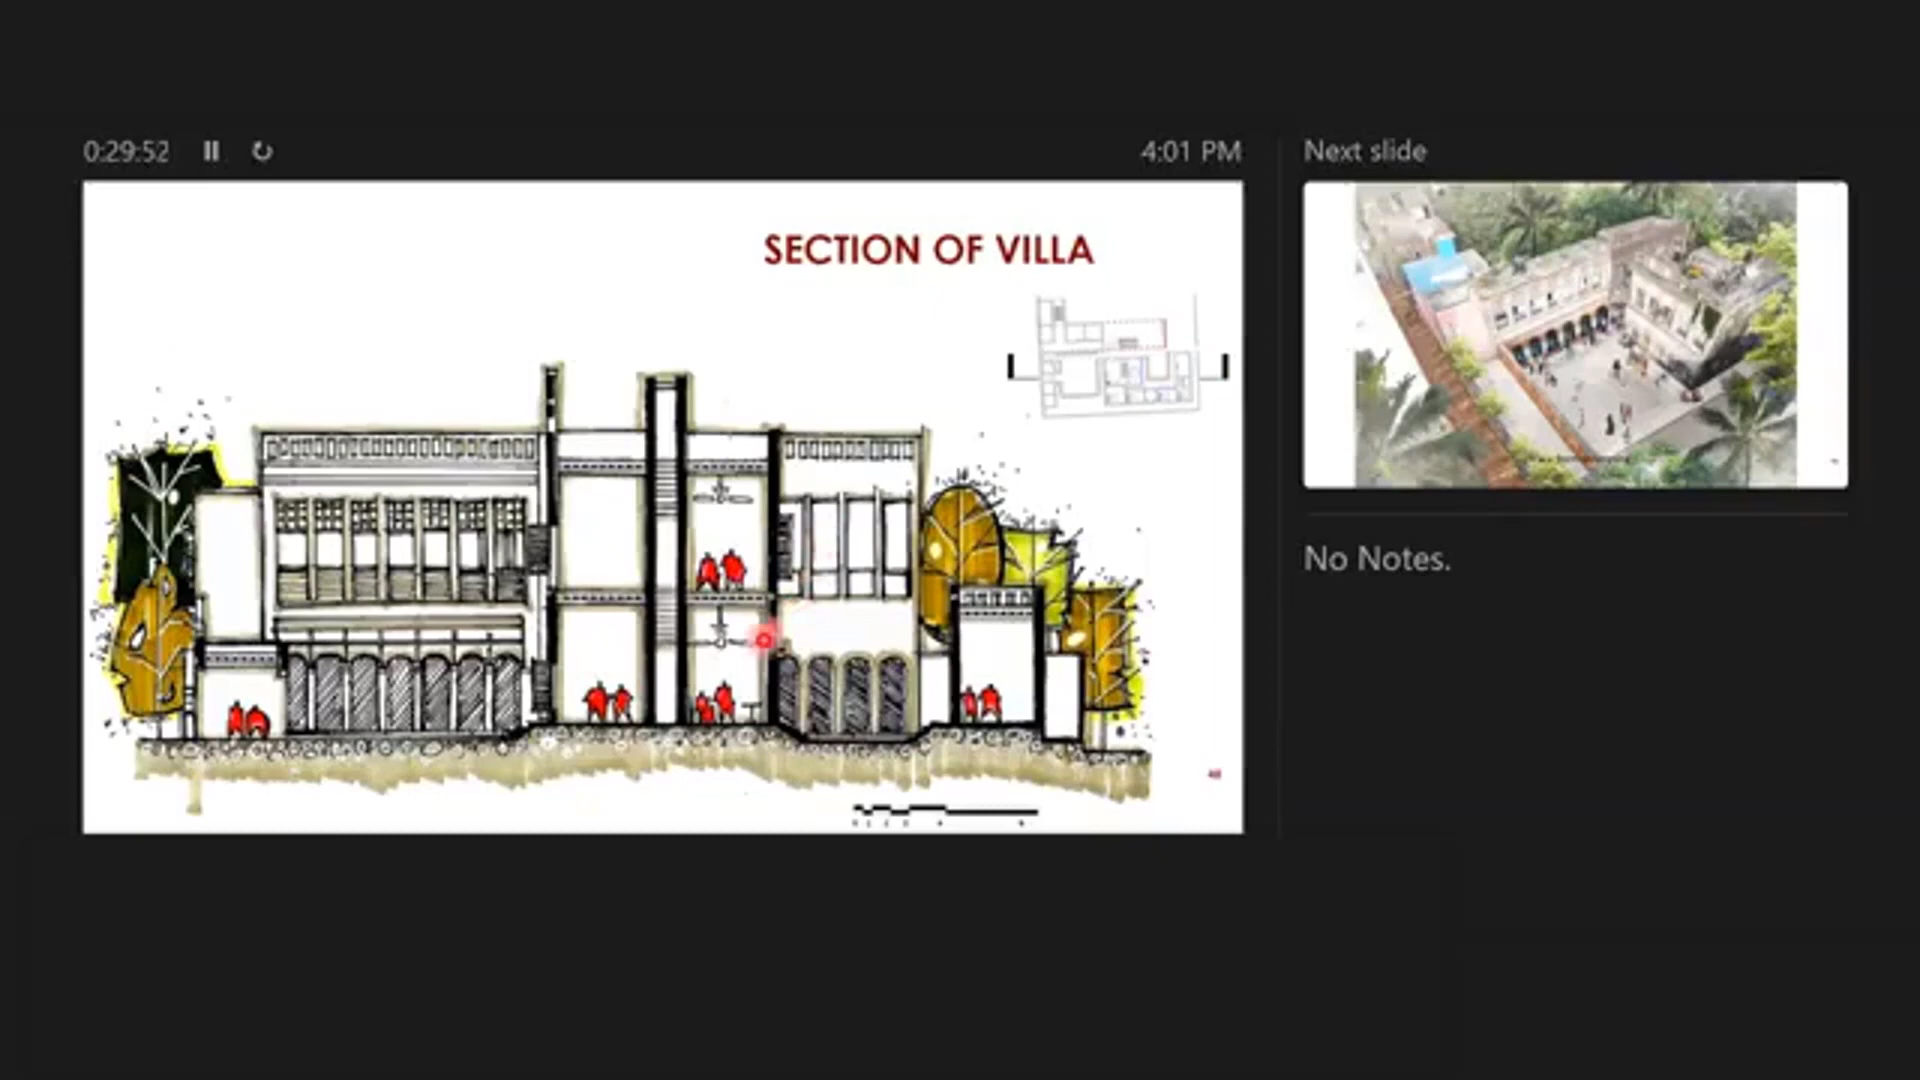 0:29:52
4:01 PM
Next slide
SECTION OF VILLA
No Notes.